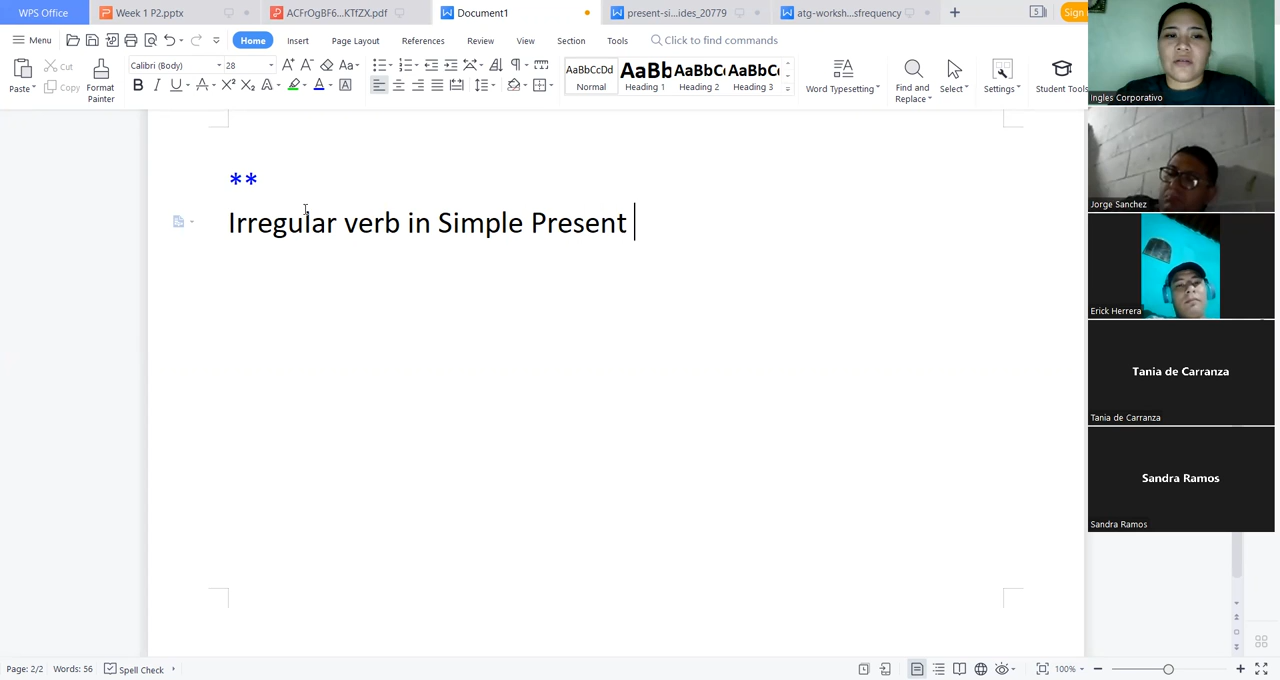 WPS Office Week 1 P2.pptx ACFrOgBF6...KTfZX.pdf Document1 present-si...ides_20779 atg-worksh...sfrequency 5 Sign
Menu Home Insert Page Layout References Review View Section Tools Click to find commands
Paste Cut Copy Format Painter
Calibri (Body) 28
AaBbCcDd AaBb AaBbC AaBbC
Normal Heading 1 Heading 2 Heading 3
Word Typesetting Find and Replace Select Settings Student Tools
**
Irregular verb in Simple Present
Ingles Corporativo
Jorge Sanchez
Erick Herrera
Tania de Carranza
Tania de Carranza
Sandra Ramos
Sandra Ramos
Page: 2/2 Words: 56 Spell Check 100%